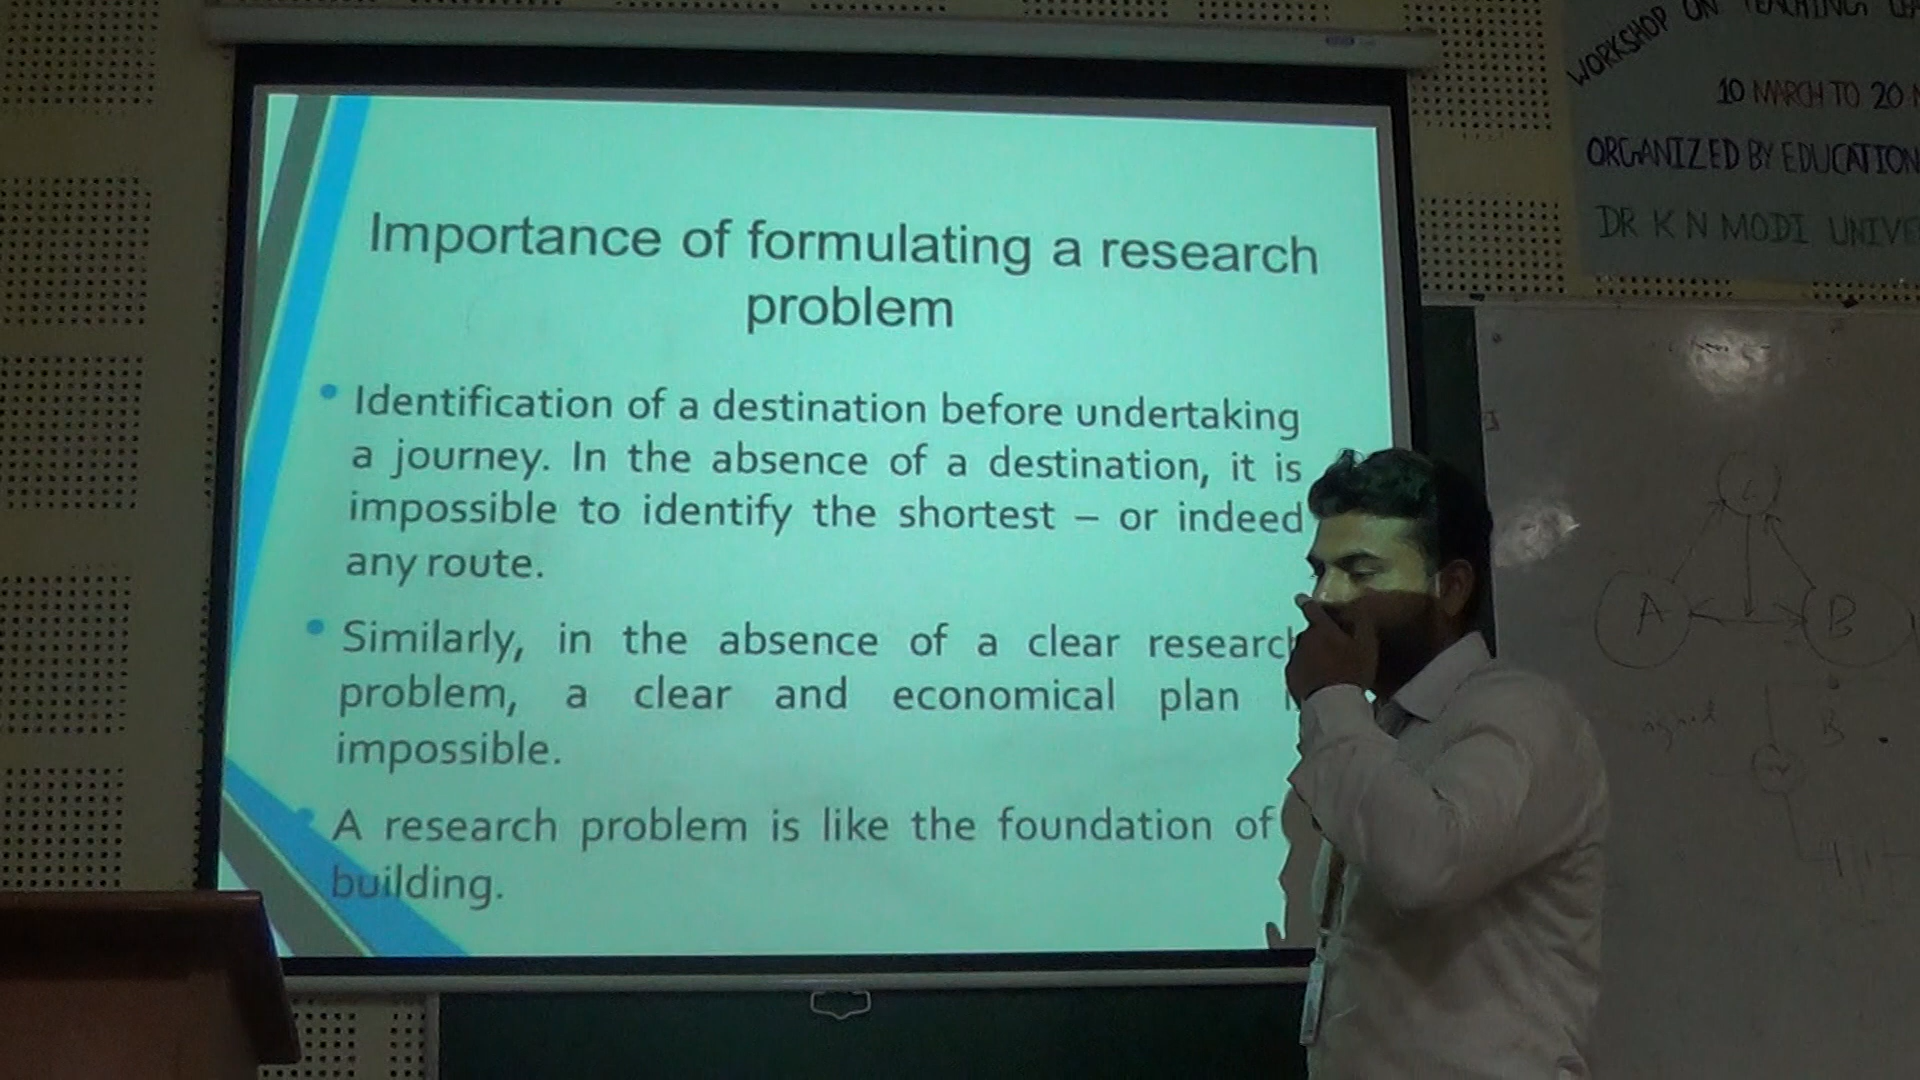 WORKSHOP ON TEACHING
10 MARCH TO 20
ORGANIZED BY EDUCATION
DR K N MODI
Importance of formulating a research
problem
• Identification of a destination before undertaking
a journey. In the absence of a destination, it is
impossible to identify the shortest – or indeed
any route.
• Similarly, in the absence of a clear research
problem, a clear and economical plan
impossible.
• A research problem is like the foundation of
building.
A B
B